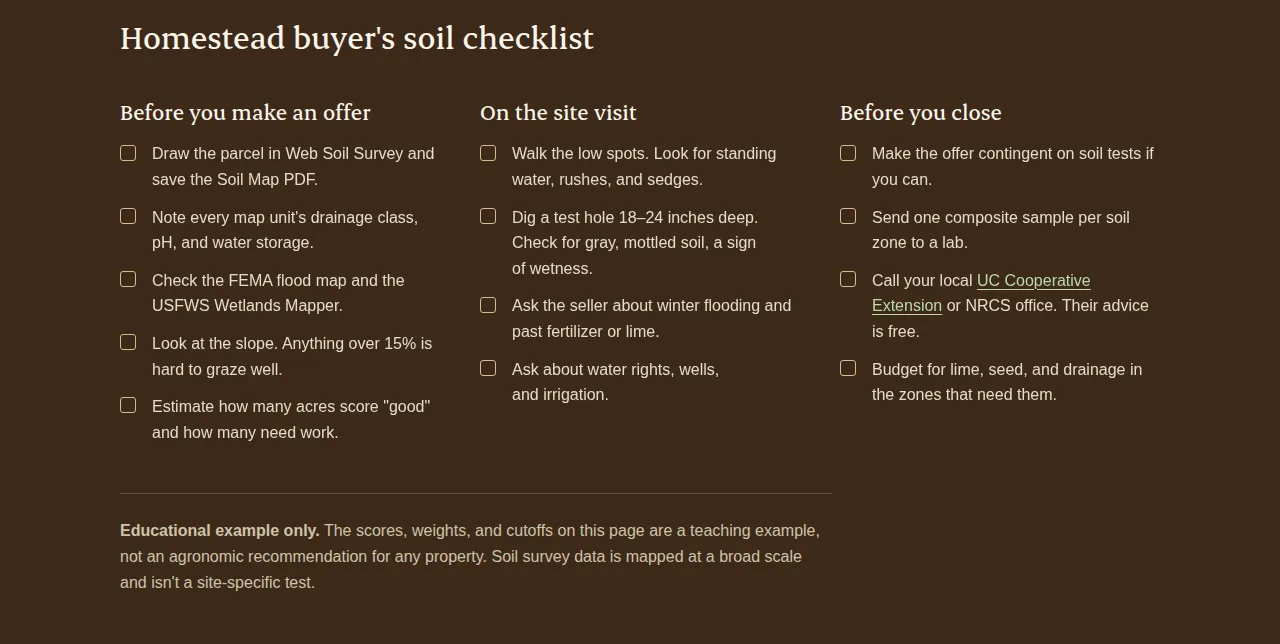 Homestead buyer's soil checklist
Before you make an offer
Draw the parcel in Web Soil Survey and
save the Soil Map PDF.
Note every map unit's drainage class,
pH, and water storage.
Check the FEMA flood map and the
USFWS Wetlands Mapper.
Look at the slope. Anything over 15% is
hard to graze well.
Estimate how many acres score "good"
and how many need work.
On the site visit
Walk the low spots. Look for standing
water, rushes, and sedges.
Dig a test hole 18–24 inches deep.
Check for gray, mottled soil, a sign
of wetness.
Ask the seller about winter flooding and
past fertilizer or lime.
Ask about water rights, wells,
and irrigation.
Before you close
Make the offer contingent on soil tests if
you can.
Send one composite sample per soil
zone to a lab.
Call your local UC Cooperative
Extension or NRCS office. Their advice
is free.
Budget for lime, seed, and drainage in
the zones that need them.
Educational example only. The scores, weights, and cutoffs on this page are a teaching example,
not an agronomic recommendation for any property. Soil survey data is mapped at a broad scale
and isn't a site-specific test.